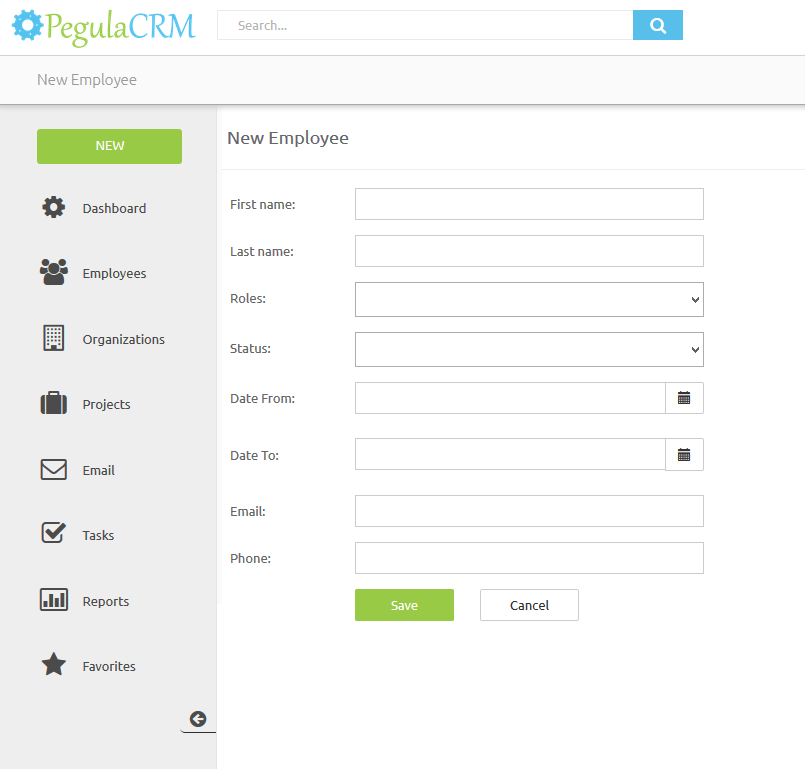 PegulaCRM
Search...
New Employee
NEW
Dashboard
Employees
Organizations
Projects
Email
Tasks
Reports
Favorites
New Employee
First name:
Last name:
Roles:
Status:
Date From:
Date To:
Email:
Phone:
Save Cancel